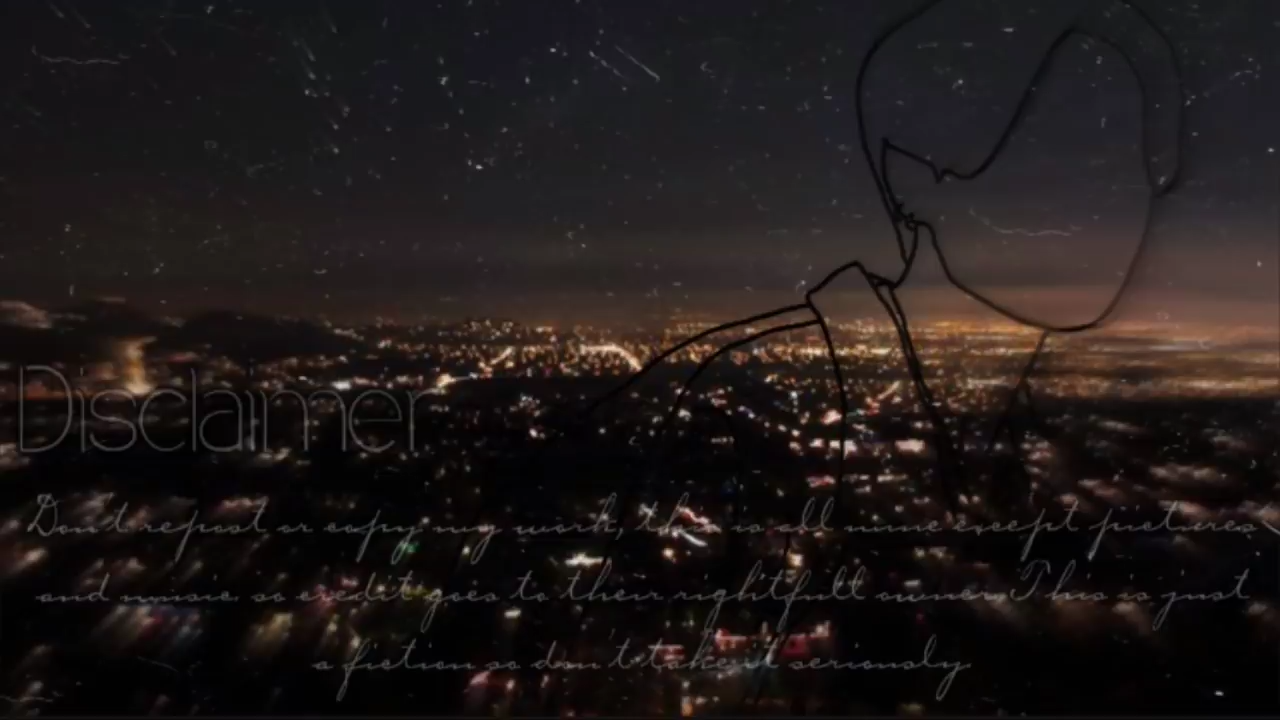 Disclaimer
Don't repost or copy my work, this is all mine except pictures
and music. so credit goes to their rightfull owner. This is just
a fiction so don't take it seriously.